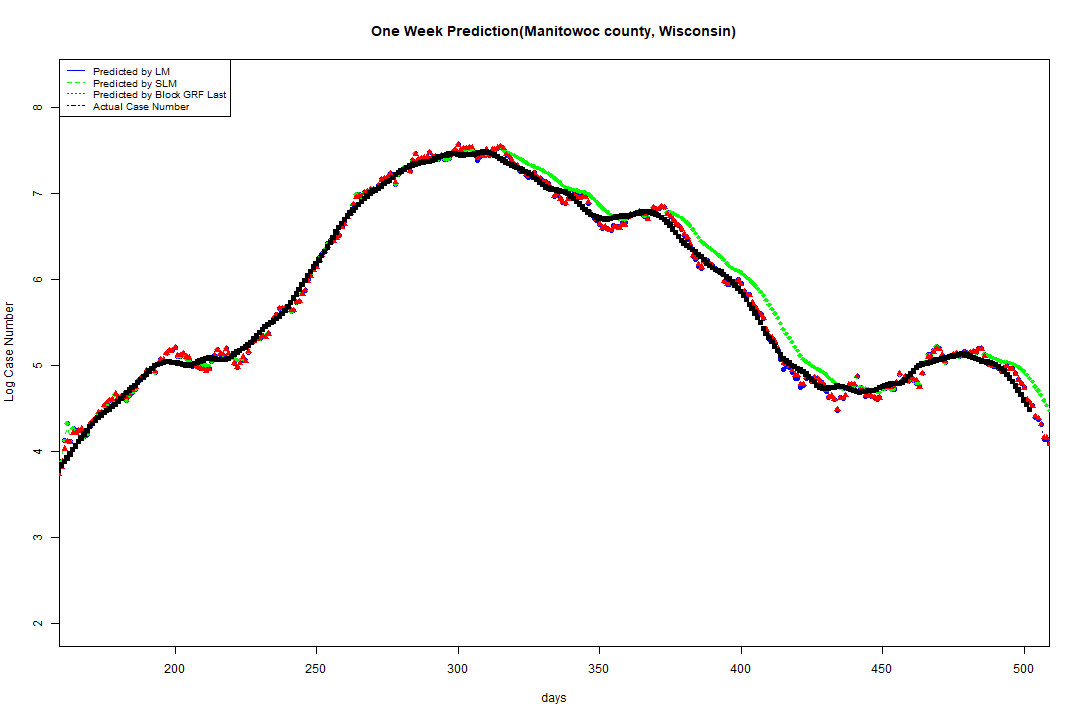 One Week Prediction(Manitowoc county, Wisconsin)
Predicted by LM
Predicted by SLM
Predicted by Block GRF Last
Actual Case Number
8
7
6
5
4
3
2
Log Case Number
200 250 300 350 400 450 500
days